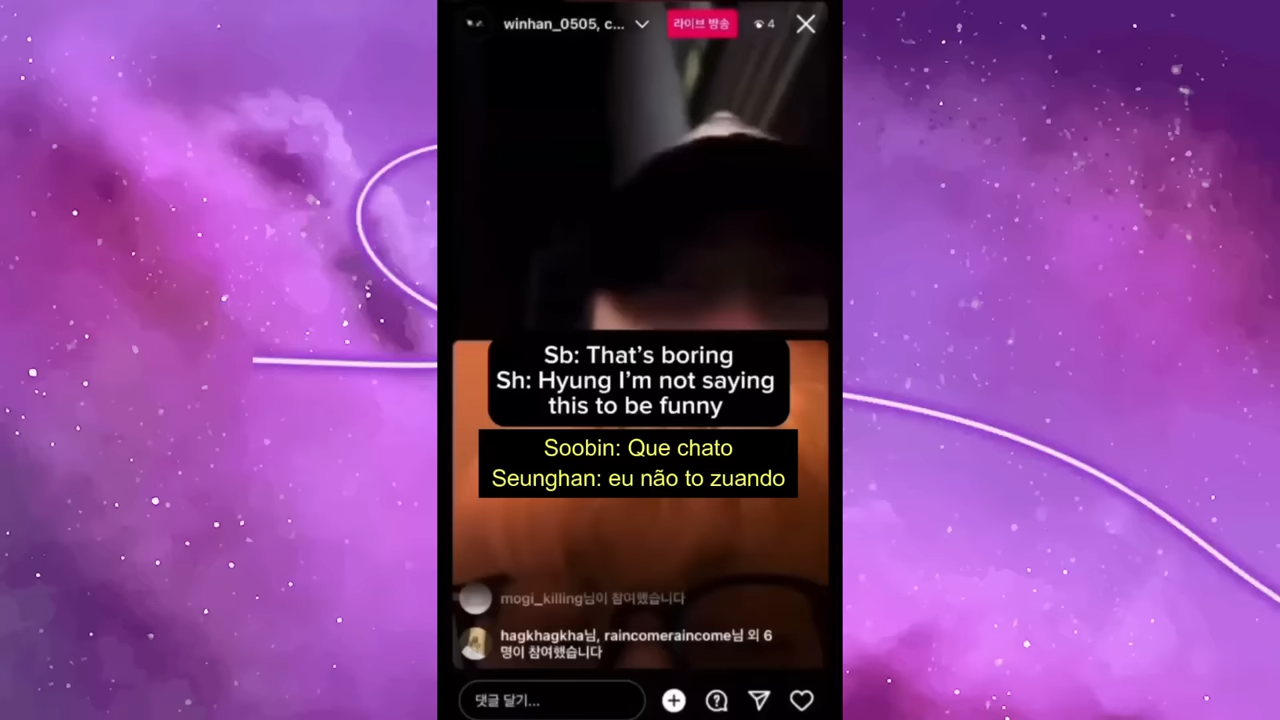 winhan_0505, c...
라이브 방송
4
Sb: That's boring
Sh: Hyung I'm not saying
this to be funny
Soobin: Que chato
Seunghan: eu não to zuando
mogi_killing님이 참여했습니다
hagkhagkha님, raincomeraincome님 외 6
명이 참여했습니다
댓글 달기...